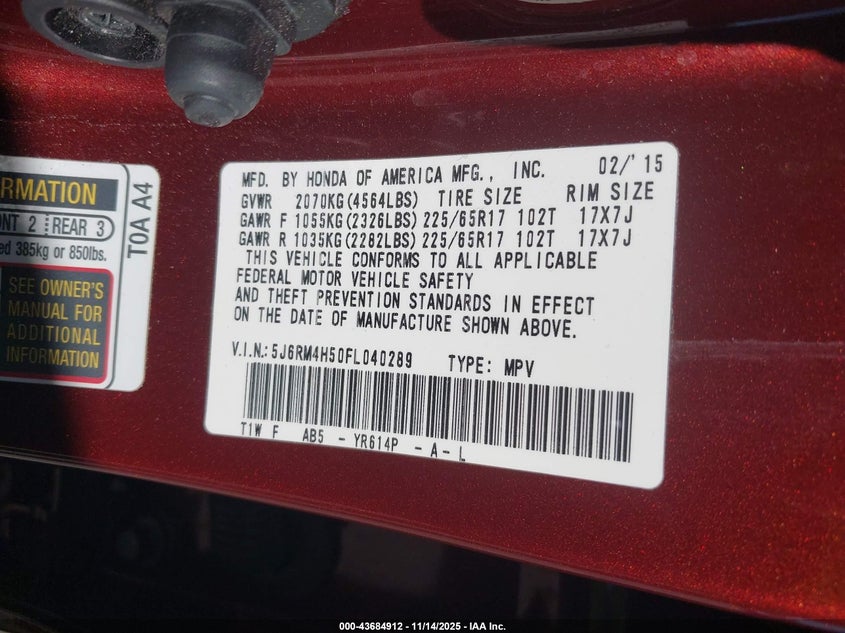 RMATION
ONT 2 REAR 3
ed 385kg or 850lbs.
SEE OWNER'S
MANUAL FOR
ADDITIONAL
INFORMATION
T0A A4
MFD. BY HONDA OF AMERICA MFG., INC. 02/'15
GVWR 2070KG(4564LBS) TIRE SIZE RIM SIZE
GAWR F 1055KG(2326LBS) 225/65R17 102T 17X7J
GAWR R 1035KG(2282LBS) 225/65R17 102T 17X7J
THIS VEHICLE CONFORMS TO ALL APPLICABLE
FEDERAL MOTOR VEHICLE SAFETY
AND THEFT PREVENTION STANDARDS IN EFFECT
ON THE DATE OF MANUFACTURE SHOWN ABOVE.
V.I.N.: 5J6RM4H50FL040289 TYPE: MPV
T1W F AB5 - YR614P - A - L
000-43684912 - 11/14/2025 - IAA Inc.